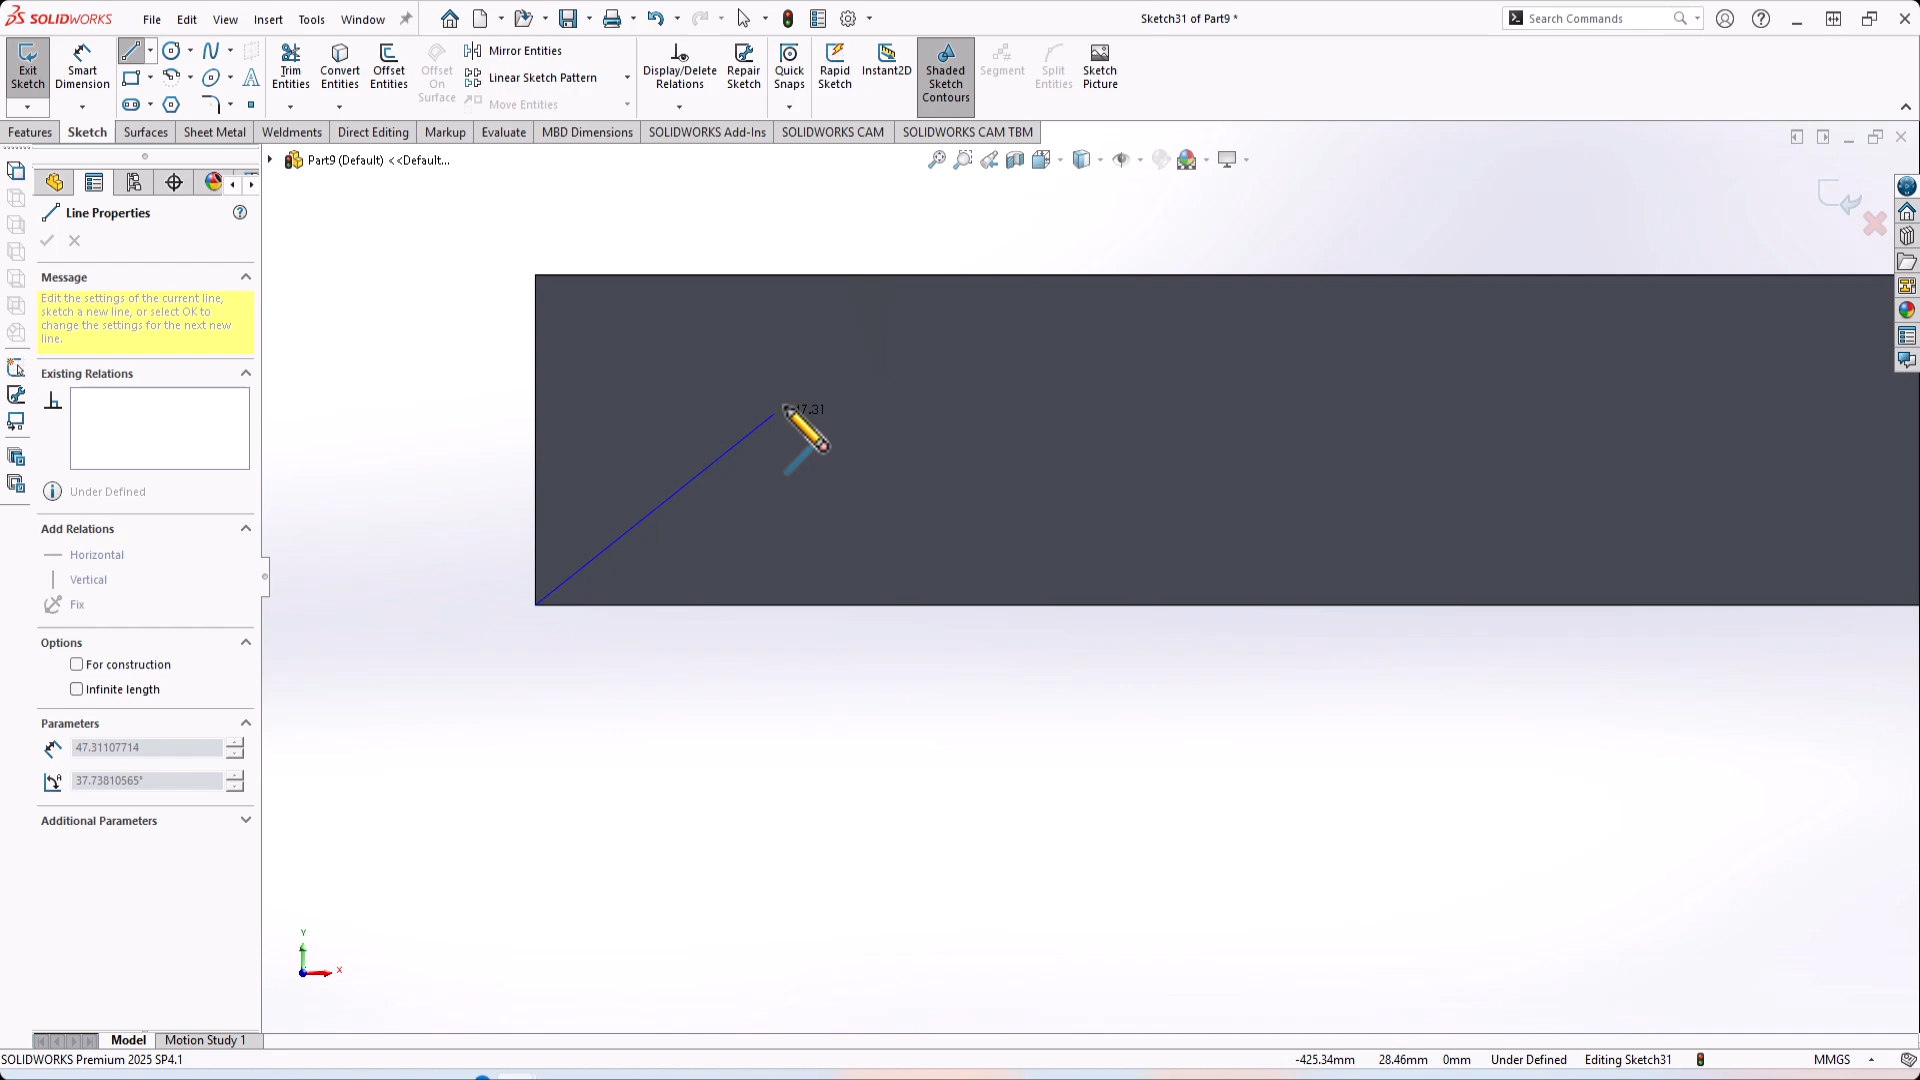 SOLIDWORKS File Edit View Insert Tools Window
Sketch31 of Part9 *
Search Commands
Exit Sketch
Smart Dimension
Trim Entities
Convert Entities
Offset Entities
Offset On Surface
Mirror Entities
Linear Sketch Pattern
Move Entities
Display/Delete Relations
Repair Sketch
Quick Snaps
Rapid Sketch
Instant2D
Shaded Sketch Contours
Segment
Split Entities
Sketch Picture
Features Sketch Surfaces Sheet Metal Weldments Direct Editing Markup Evaluate MBD Dimensions SOLIDWORKS Add-Ins SOLIDWORKS CAM SOLIDWORKS CAM TBM
Part9 (Default) <<Default...
Line Properties
Message
Edit the settings of the current line,
sketch a new line, or select OK to
change the settings for the next new
line.
Existing Relations
Under Defined
Add Relations
Horizontal
Vertical
Fix
Options
For construction
Infinite length
Parameters
47.31107714
37.73810565°
Additional Parameters
Y
X
Model Motion Study 1
SOLIDWORKS Premium 2025 SP4.1
-425.34mm 28.46mm 0mm Under Defined Editing Sketch31 MMGS